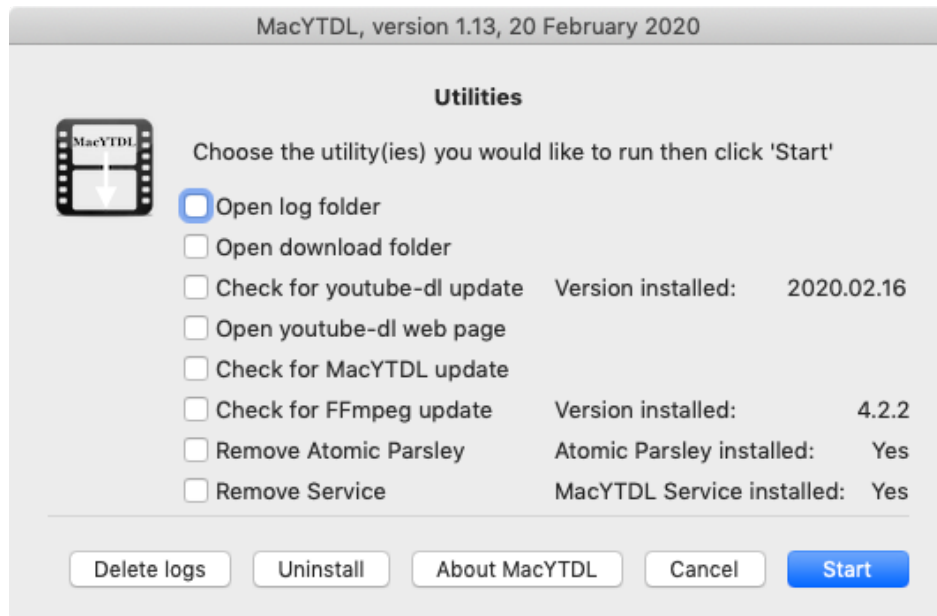 MacYTDL, version 1.13, 20 February 2020
Utilities
MacYTDL
Choose the utility(ies) you would like to run then click 'Start'
Open log folder
Open download folder
Check for youtube-dl update Version installed: 2020.02.16
Open youtube-dl web page
Check for MacYTDL update
Check for FFmpeg update Version installed: 4.2.2
Remove Atomic Parsley Atomic Parsley installed: Yes
Remove Service MacYTDL Service installed: Yes
Delete logs Uninstall About MacYTDL Cancel Start